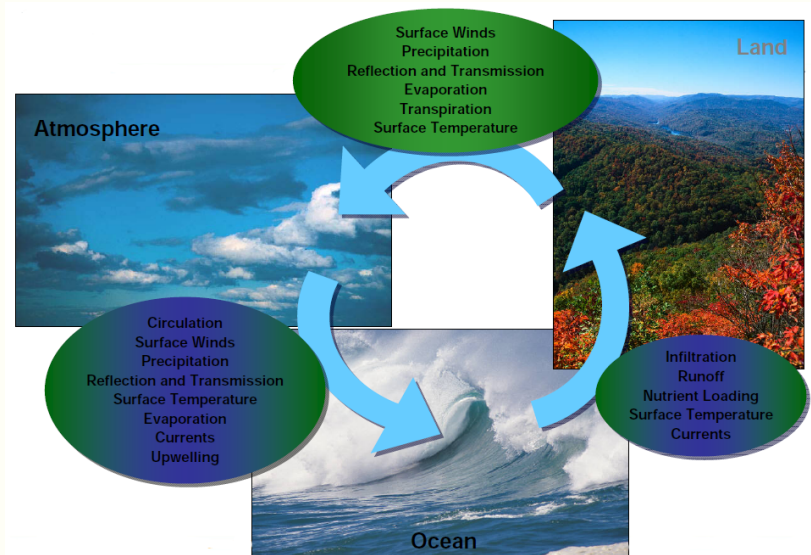 Surface Winds
Precipitation
Reflection and Transmission
Evaporation
Transpiration
Surface Temperature
Land
Atmosphere
Circulation
Surface Winds
Precipitation
Reflection and Transmission
Surface Temperature
Evaporation
Currents
Upwelling
Infiltration
Runoff
Nutrient Loading
Surface Temperature
Currents
Ocean